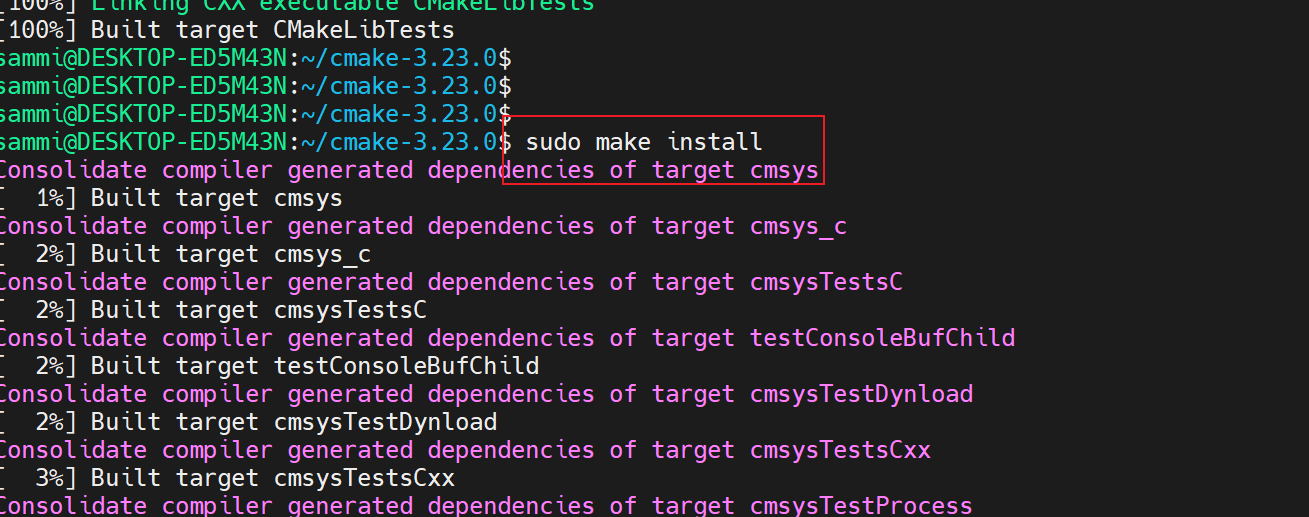 [100%] Linking CXX executable CMakeLibTests
[100%] Built target CMakeLibTests
sammi@DESKTOP-ED5M43N:~/cmake-3.23.0$
sammi@DESKTOP-ED5M43N:~/cmake-3.23.0$
sammi@DESKTOP-ED5M43N:~/cmake-3.23.0$
sammi@DESKTOP-ED5M43N:~/cmake-3.23.0$ sudo make install
Consolidate compiler generated dependencies of target cmsys
[  1%] Built target cmsys
Consolidate compiler generated dependencies of target cmsys_c
[  2%] Built target cmsys_c
Consolidate compiler generated dependencies of target cmsysTestsC
[  2%] Built target cmsysTestsC
Consolidate compiler generated dependencies of target testConsoleBufChild
[  2%] Built target testConsoleBufChild
Consolidate compiler generated dependencies of target cmsysTestDynload
[  2%] Built target cmsysTestDynload
Consolidate compiler generated dependencies of target cmsysTestsCxx
[  3%] Built target cmsysTestsCxx
Consolidate compiler generated dependencies of target cmsysTestProcess